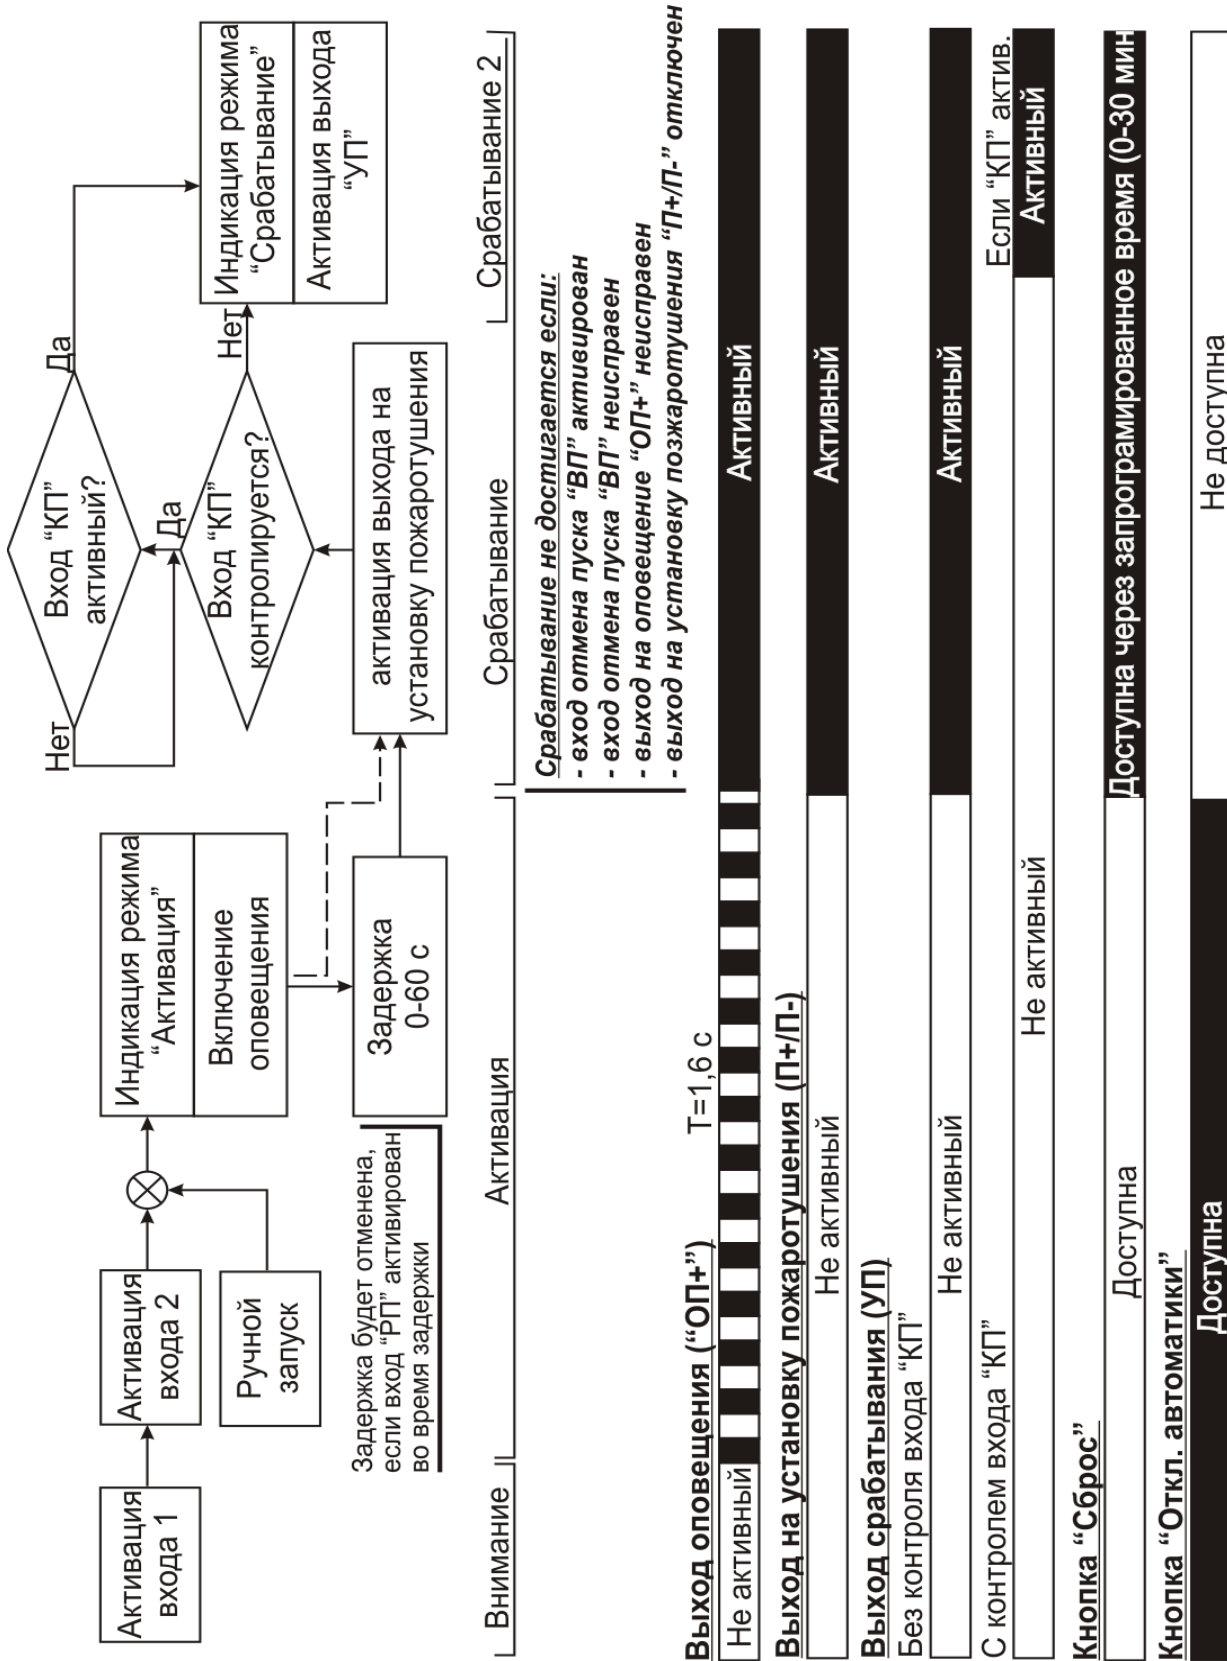 Активация
входа 1
Активация
входа 2
Ручной
запуск
Индикация режима
“Активация”
Включение
оповещения
Задержка
0-60 с
Задержка будет отменена,
если вход “РП” активирован
во время задержки
Нет
Вход “КП”
активный?
Да
Да
Вход “КП”
контролируется?
Нет
активация выхода на
установку пожаротушения
Индикация режима
“Срабатывание”
Активация выхода
“УП”
Внимание
Активация
Срабатывание
Срабатывание 2
Срабатывание не достигается если:
- вход отмена пуска “ВП” активирован
- вход отмена пуска “ВП” неисправен
- выход на оповещение “ОП+” неисправен
- выход на установку позжаротушения “П+/П-” отключен
Выход оповещения (“ОП+”)
T=1,6 с
Не активный
Активный
Выход на установку пожаротушения (П+/П-)
Не активный
Активный
Выход срабатывания (УП)
Без контроля входа “КП”
Не активный
Активный
С контролем входа “КП”
Если “КП” актив.
Не активный
Активный
Кнопка “Сброс”
Доступна
Доступна через запрограмированное время (0-30 мин
Кнопка “Откл. автоматики”
Доступна
Не доступна